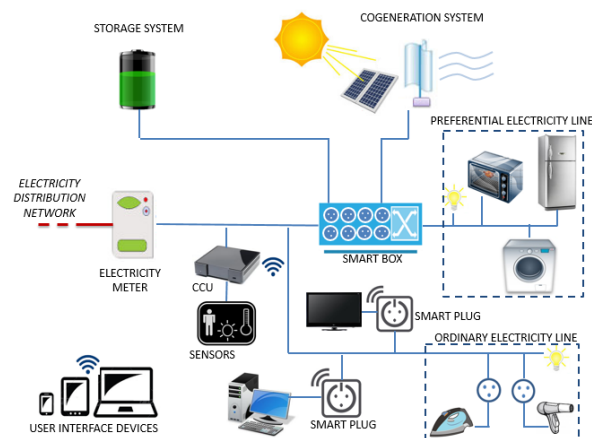 STORAGE SYSTEM
COGENERATION SYSTEM
PREFERENTIAL ELECTRICITY LINE
ELECTRICITY
DISTRIBUTION
NETWORK
ELECTRICITY
METER
CCU
SMART BOX
SENSORS
SMART PLUG
ORDINARY ELECTRICITY LINE
USER INTERFACE DEVICES
SMART PLUG